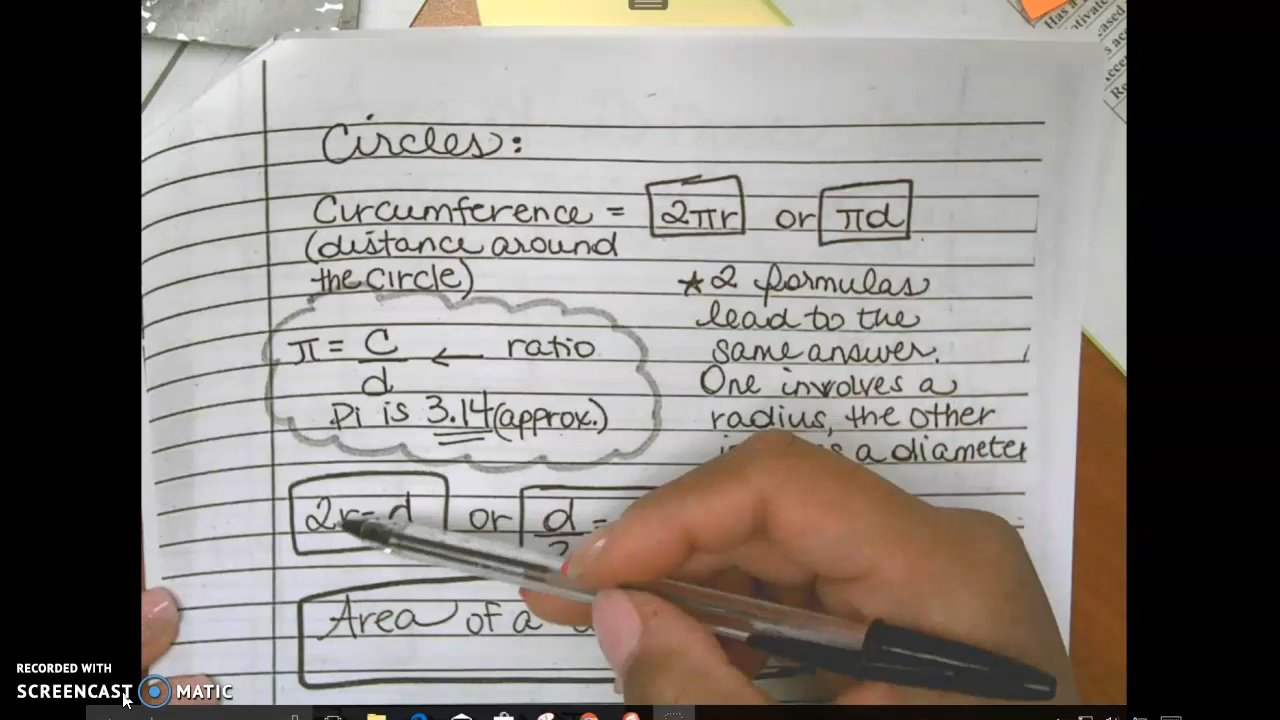 Circles:
Circumference = 2πr or πd
(distance around
the circle)
★2 formulas
lead to the
same answer.
One involves a
radius, the other
a diameter
π = C/d ← ratio
Pi is 3.14 (approx.)
2r = d or d
Area of a
RECORDED WITH
SCREENCAST MATIC